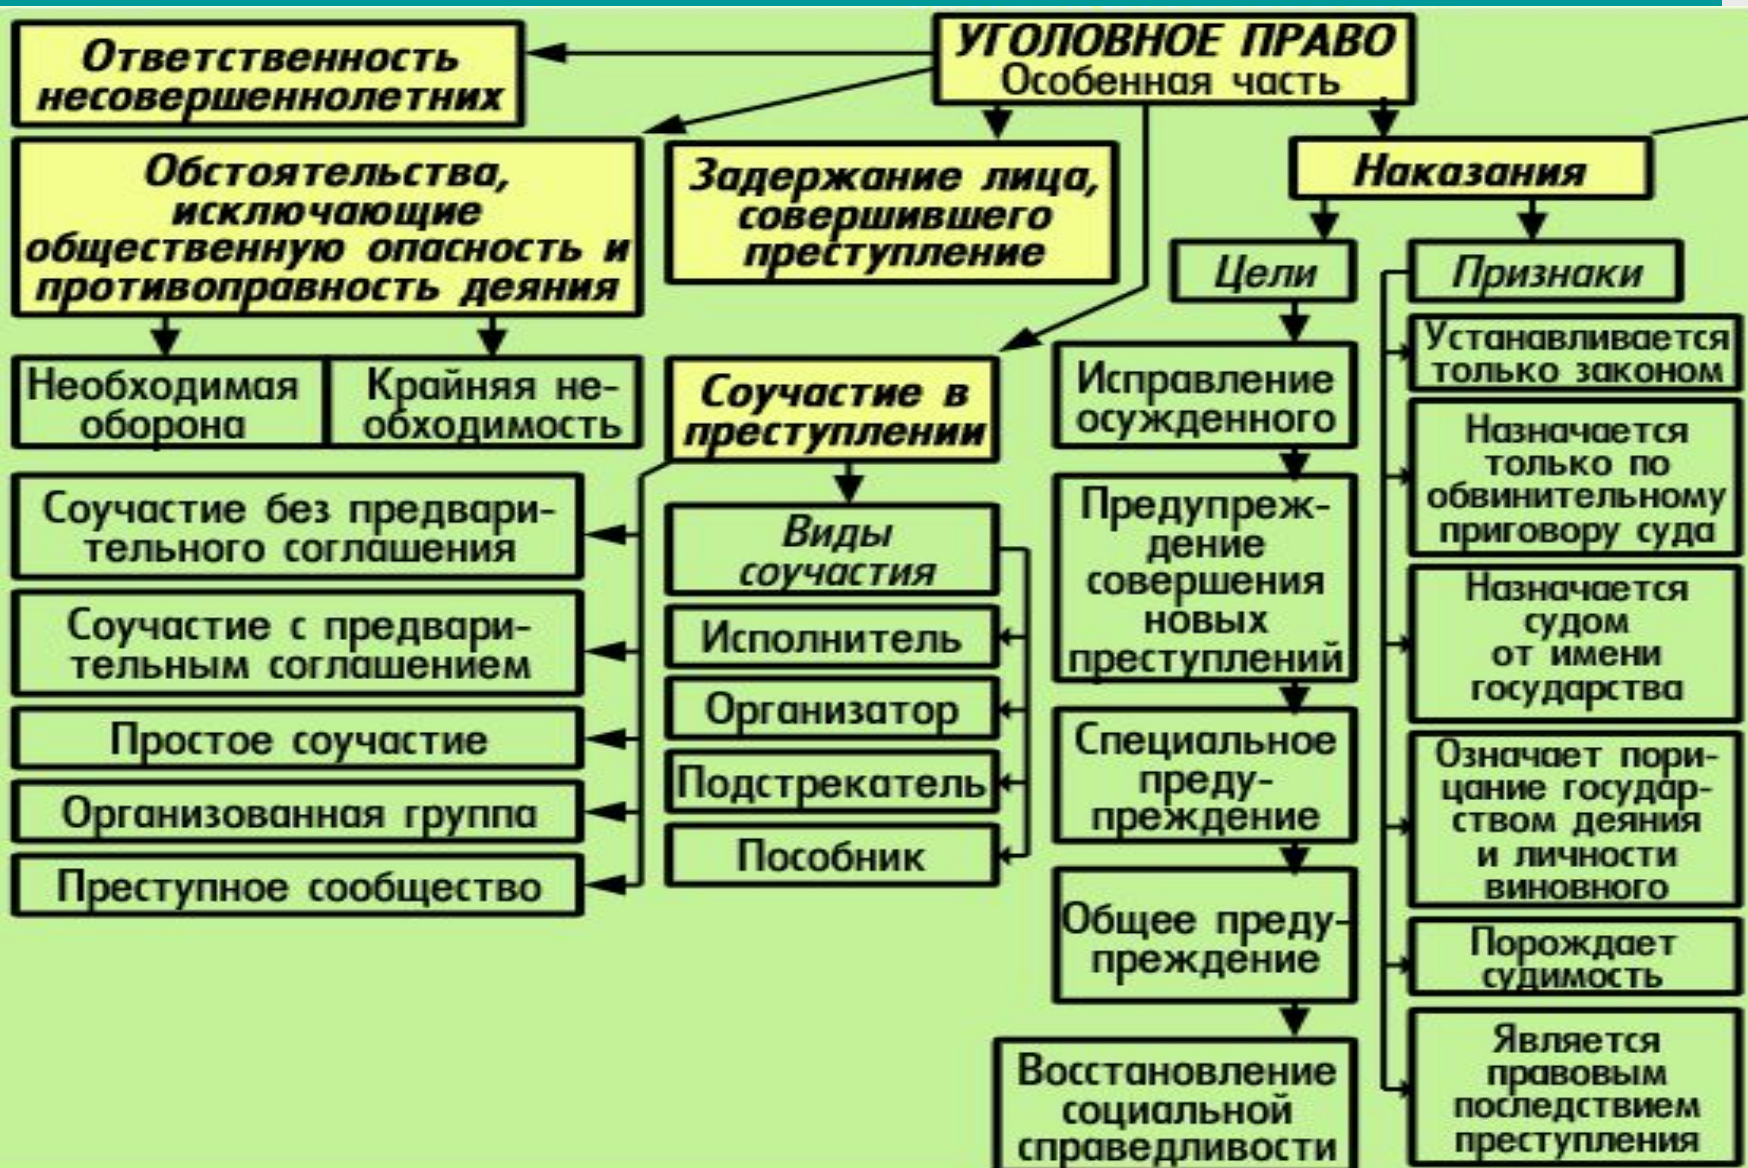 УГОЛОВНОЕ ПРАВО
Особенная часть
Ответственность
несовершеннолетних
Обстоятельства,
исключающие
общественную опасность и
противоправность деяния
Необходимая
оборона
Крайняя не-
обходимость
Задержание лица,
совершившего
преступление
Соучастие в
преступлении
Соучастие без предвари-
тельного соглашения
Соучастие с предвари-
тельным соглашением
Простое соучастие
Организованная группа
Преступное сообщество
Виды
соучастия
Исполнитель
Организатор
Подстрекатель
Пособник
Наказания
Цели
Исправление
осужденного
Предупреж-
дение
совершения
новых
преступлений
Специальное
преду-
преждение
Общее преду-
преждение
Восстановление
социальной
справедливости
Признаки
Устанавливается
только законом
Назначается
только по
обвинительному
приговору суда
Назначается
судом
от имени
государства
Означает пори-
цание государ-
ством деяния
и личности
виновного
Порождает
судимость
Является
правовым
последствием
преступления